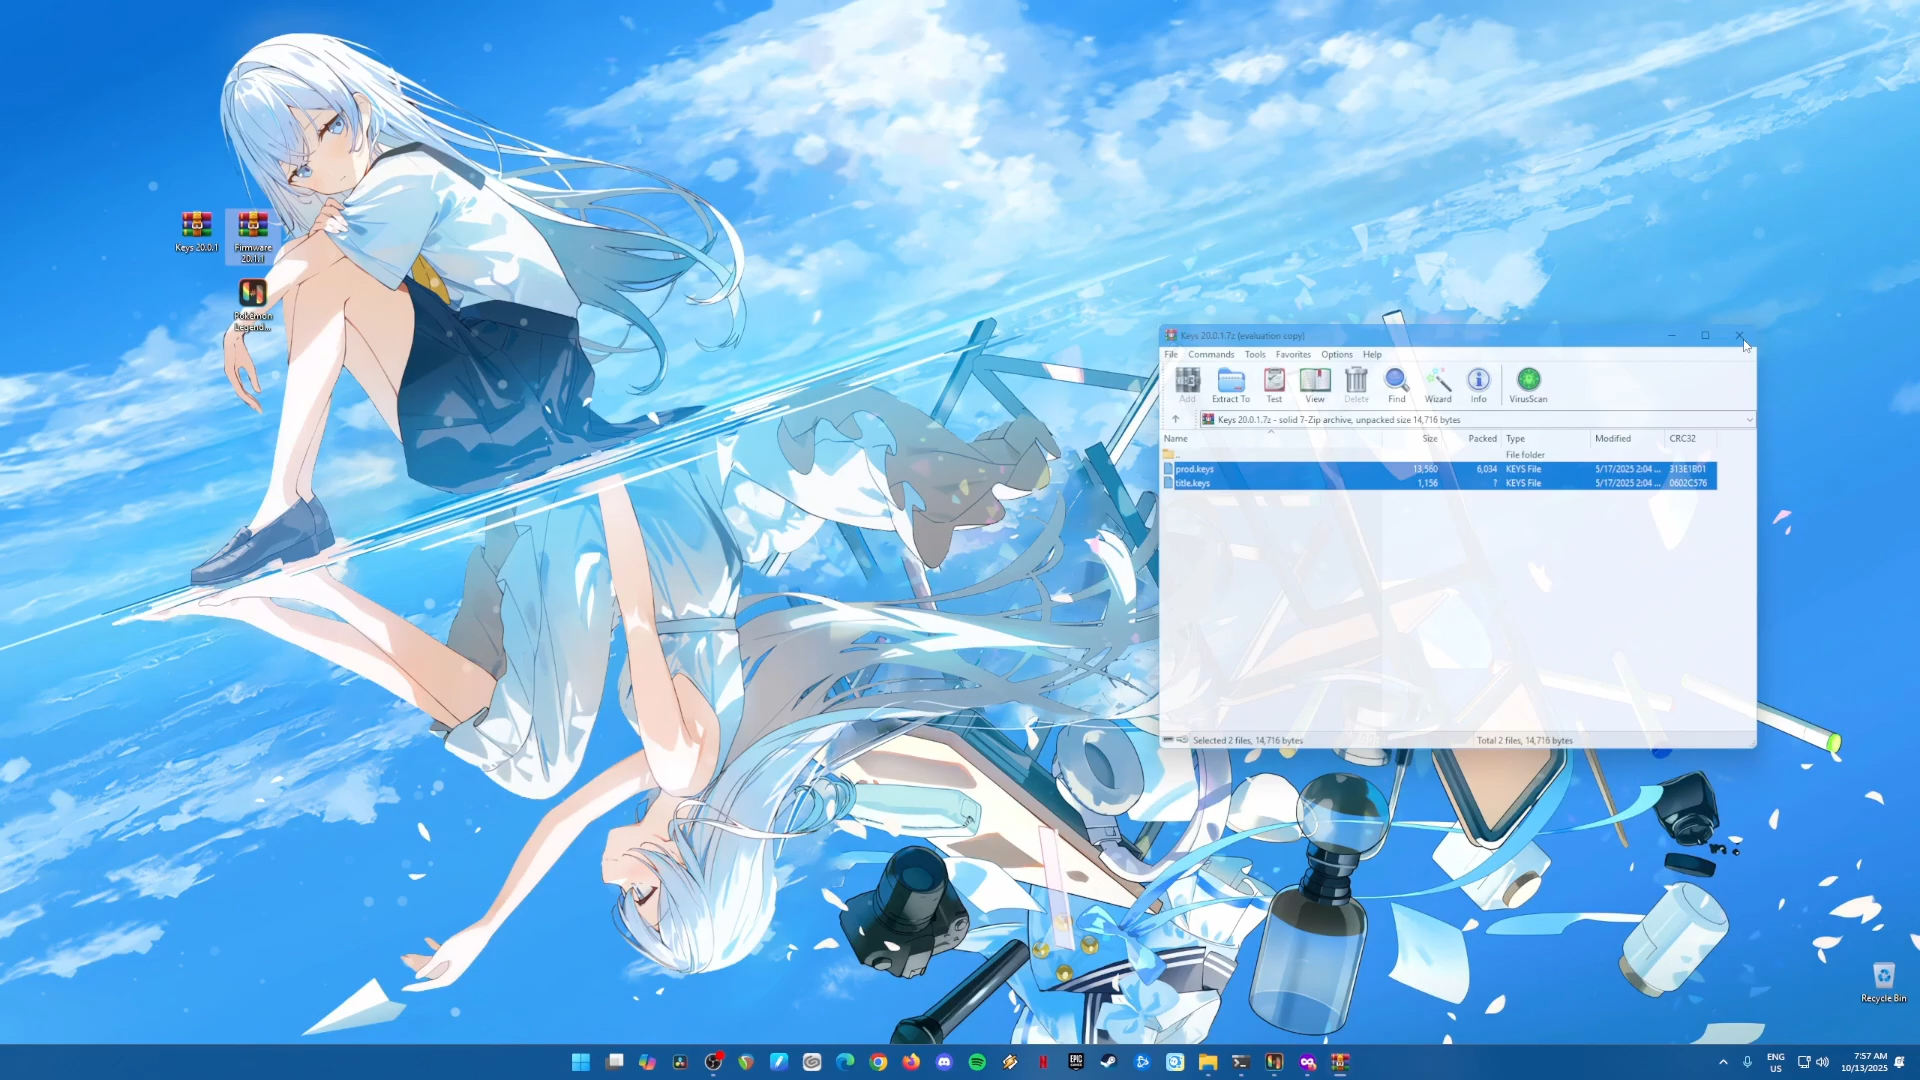 Keys 20.0.1
Firmware
20.1.1
Pokémon
Legend...
Keys 20.0.1.7z (evaluation copy)
File Commands Tools Favorites Options Help
Add Extract To Test View Delete Find Wizard Info VirusScan
Keys 20.0.1.7z - solid 7-Zip archive, unpacked size 14,716 bytes
Name Size Packed Type Modified CRC32
.. File folder
prod.keys 13,560 6,034 KEYS File 5/17/2025 2:04 ... 313E1B01
title.keys 1,156 ? KEYS File 5/17/2025 2:04 ... 0602C576
Selected 2 files, 14,716 bytes Total 2 files, 14,716 bytes
Recycle Bin
EPIC
GAMES
ENG
US
7:57 AM
10/13/2025